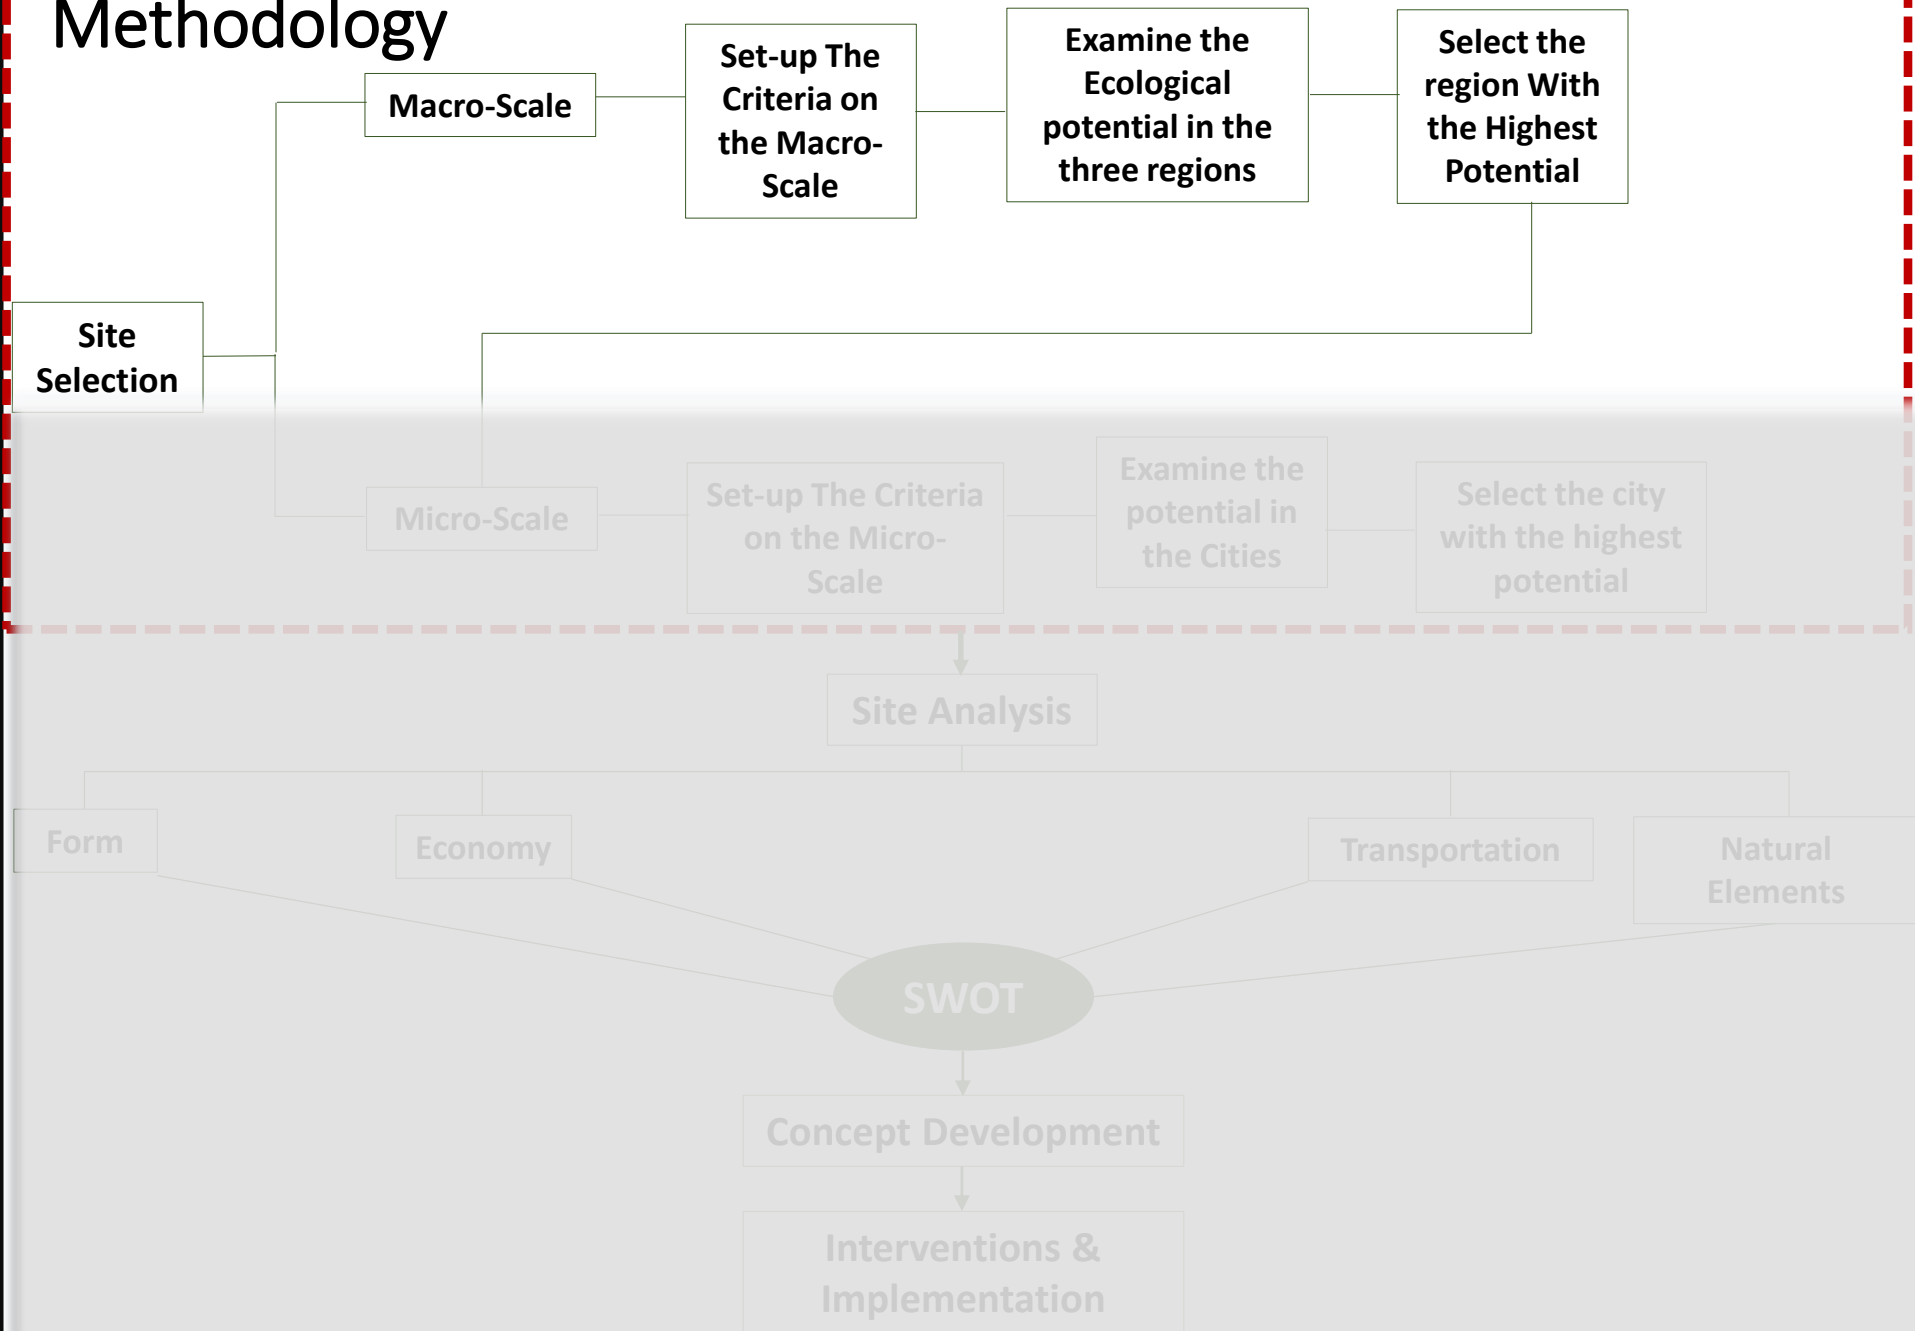 Methodology
Macro-Scale
Set-up The
Criteria on
the Macro-
Scale
Examine the
Ecological
potential in the
three regions
Select the
region With
the Highest
Potential
Site
Selection
Micro-Scale
Set-up The Criteria
on the Micro-
Scale
Examine the
potential in
the Cities
Select the city
with the highest
potential
Site Analysis
Form
Economy
Transportation
Natural
Elements
SWOT
Concept Development
Interventions &
Implementation